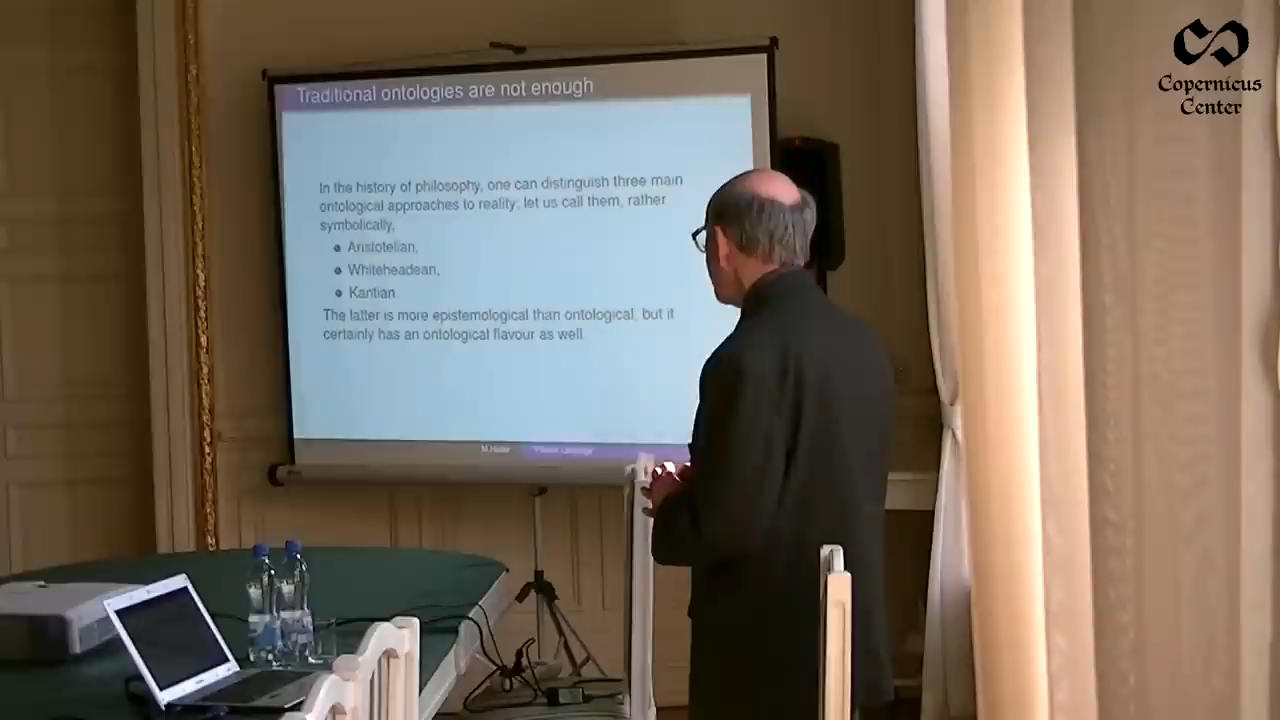 Traditional ontologies are not enough
In the history of philosophy, one can distinguish three main
ontological approaches to reality; let us call them, rather
symbolically,
Aristotelian,
Whiteheadean,
Kantian.
The latter is more epistemological than ontological, but it
certainly has an ontological flavour as well.
M.Heller
Copernicus
Center